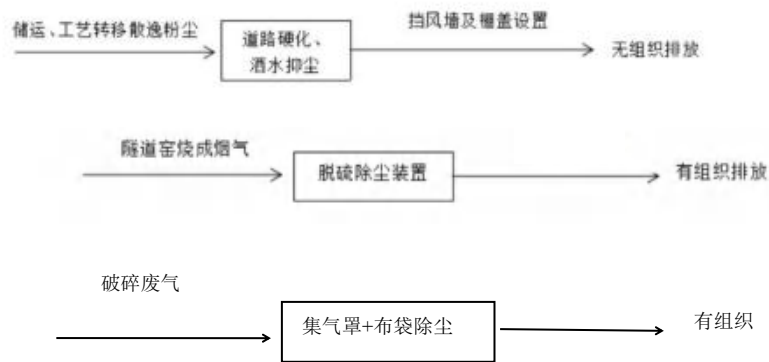 储运、工艺转移散逸粉尘
道路硬化、
洒水抑尘
挡风墙及棚盖设置
无组织排放
隧道窑烧成烟气
脱硫除尘装置
有组织排放
破碎废气
集气罩+布袋除尘
有组织